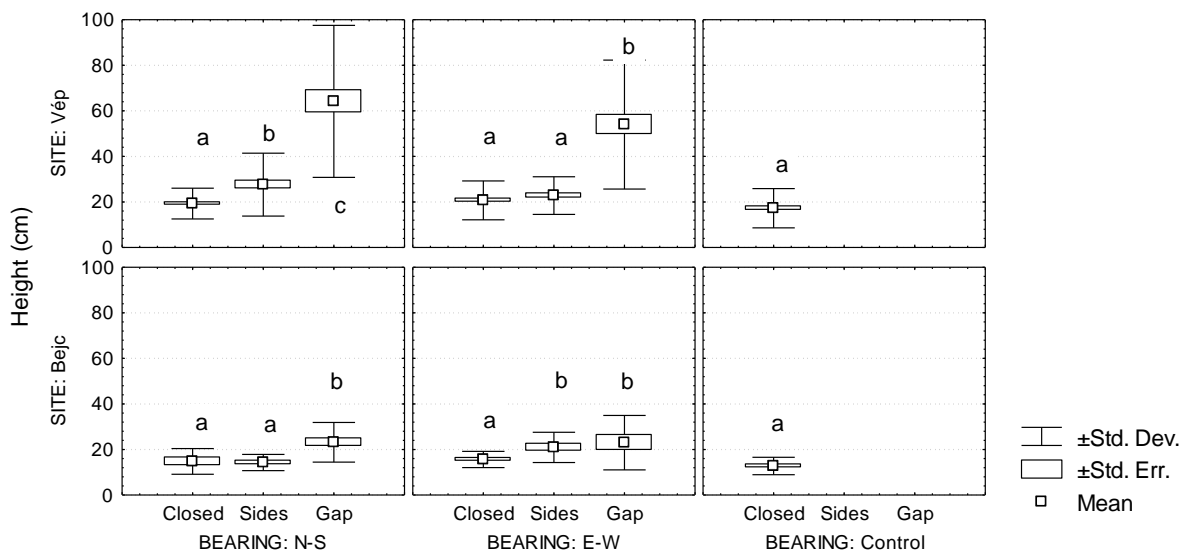 Height (cm)
SITE: Vép
100
80
60
40
20
0
a
b
c
a
a
b
a
SITE: Bejc
100
80
60
40
20
0
a
a
b
a
b
b
a
Closed Sides Gap
BEARING: N-S
Closed Sides Gap
BEARING: E-W
Closed Sides Gap
BEARING: Control
±Std. Dev.
±Std. Err.
Mean